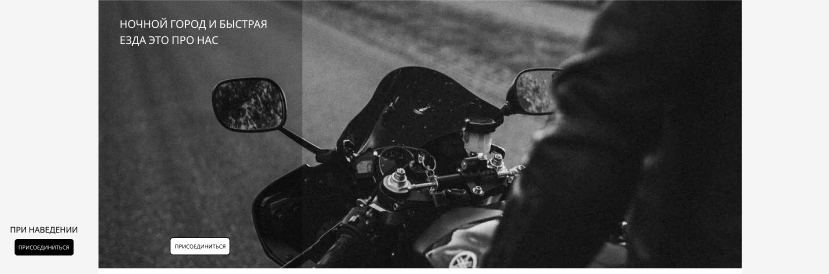 НОЧНОЙ ГОРОД И БЫСТРАЯ
ЕЗДА ЭТО ПРО НАС
ПРИ НАВЕДЕНИИ
ПРИСОЕДИНИТЬСЯ
ПРИСОЕДИНИТЬСЯ